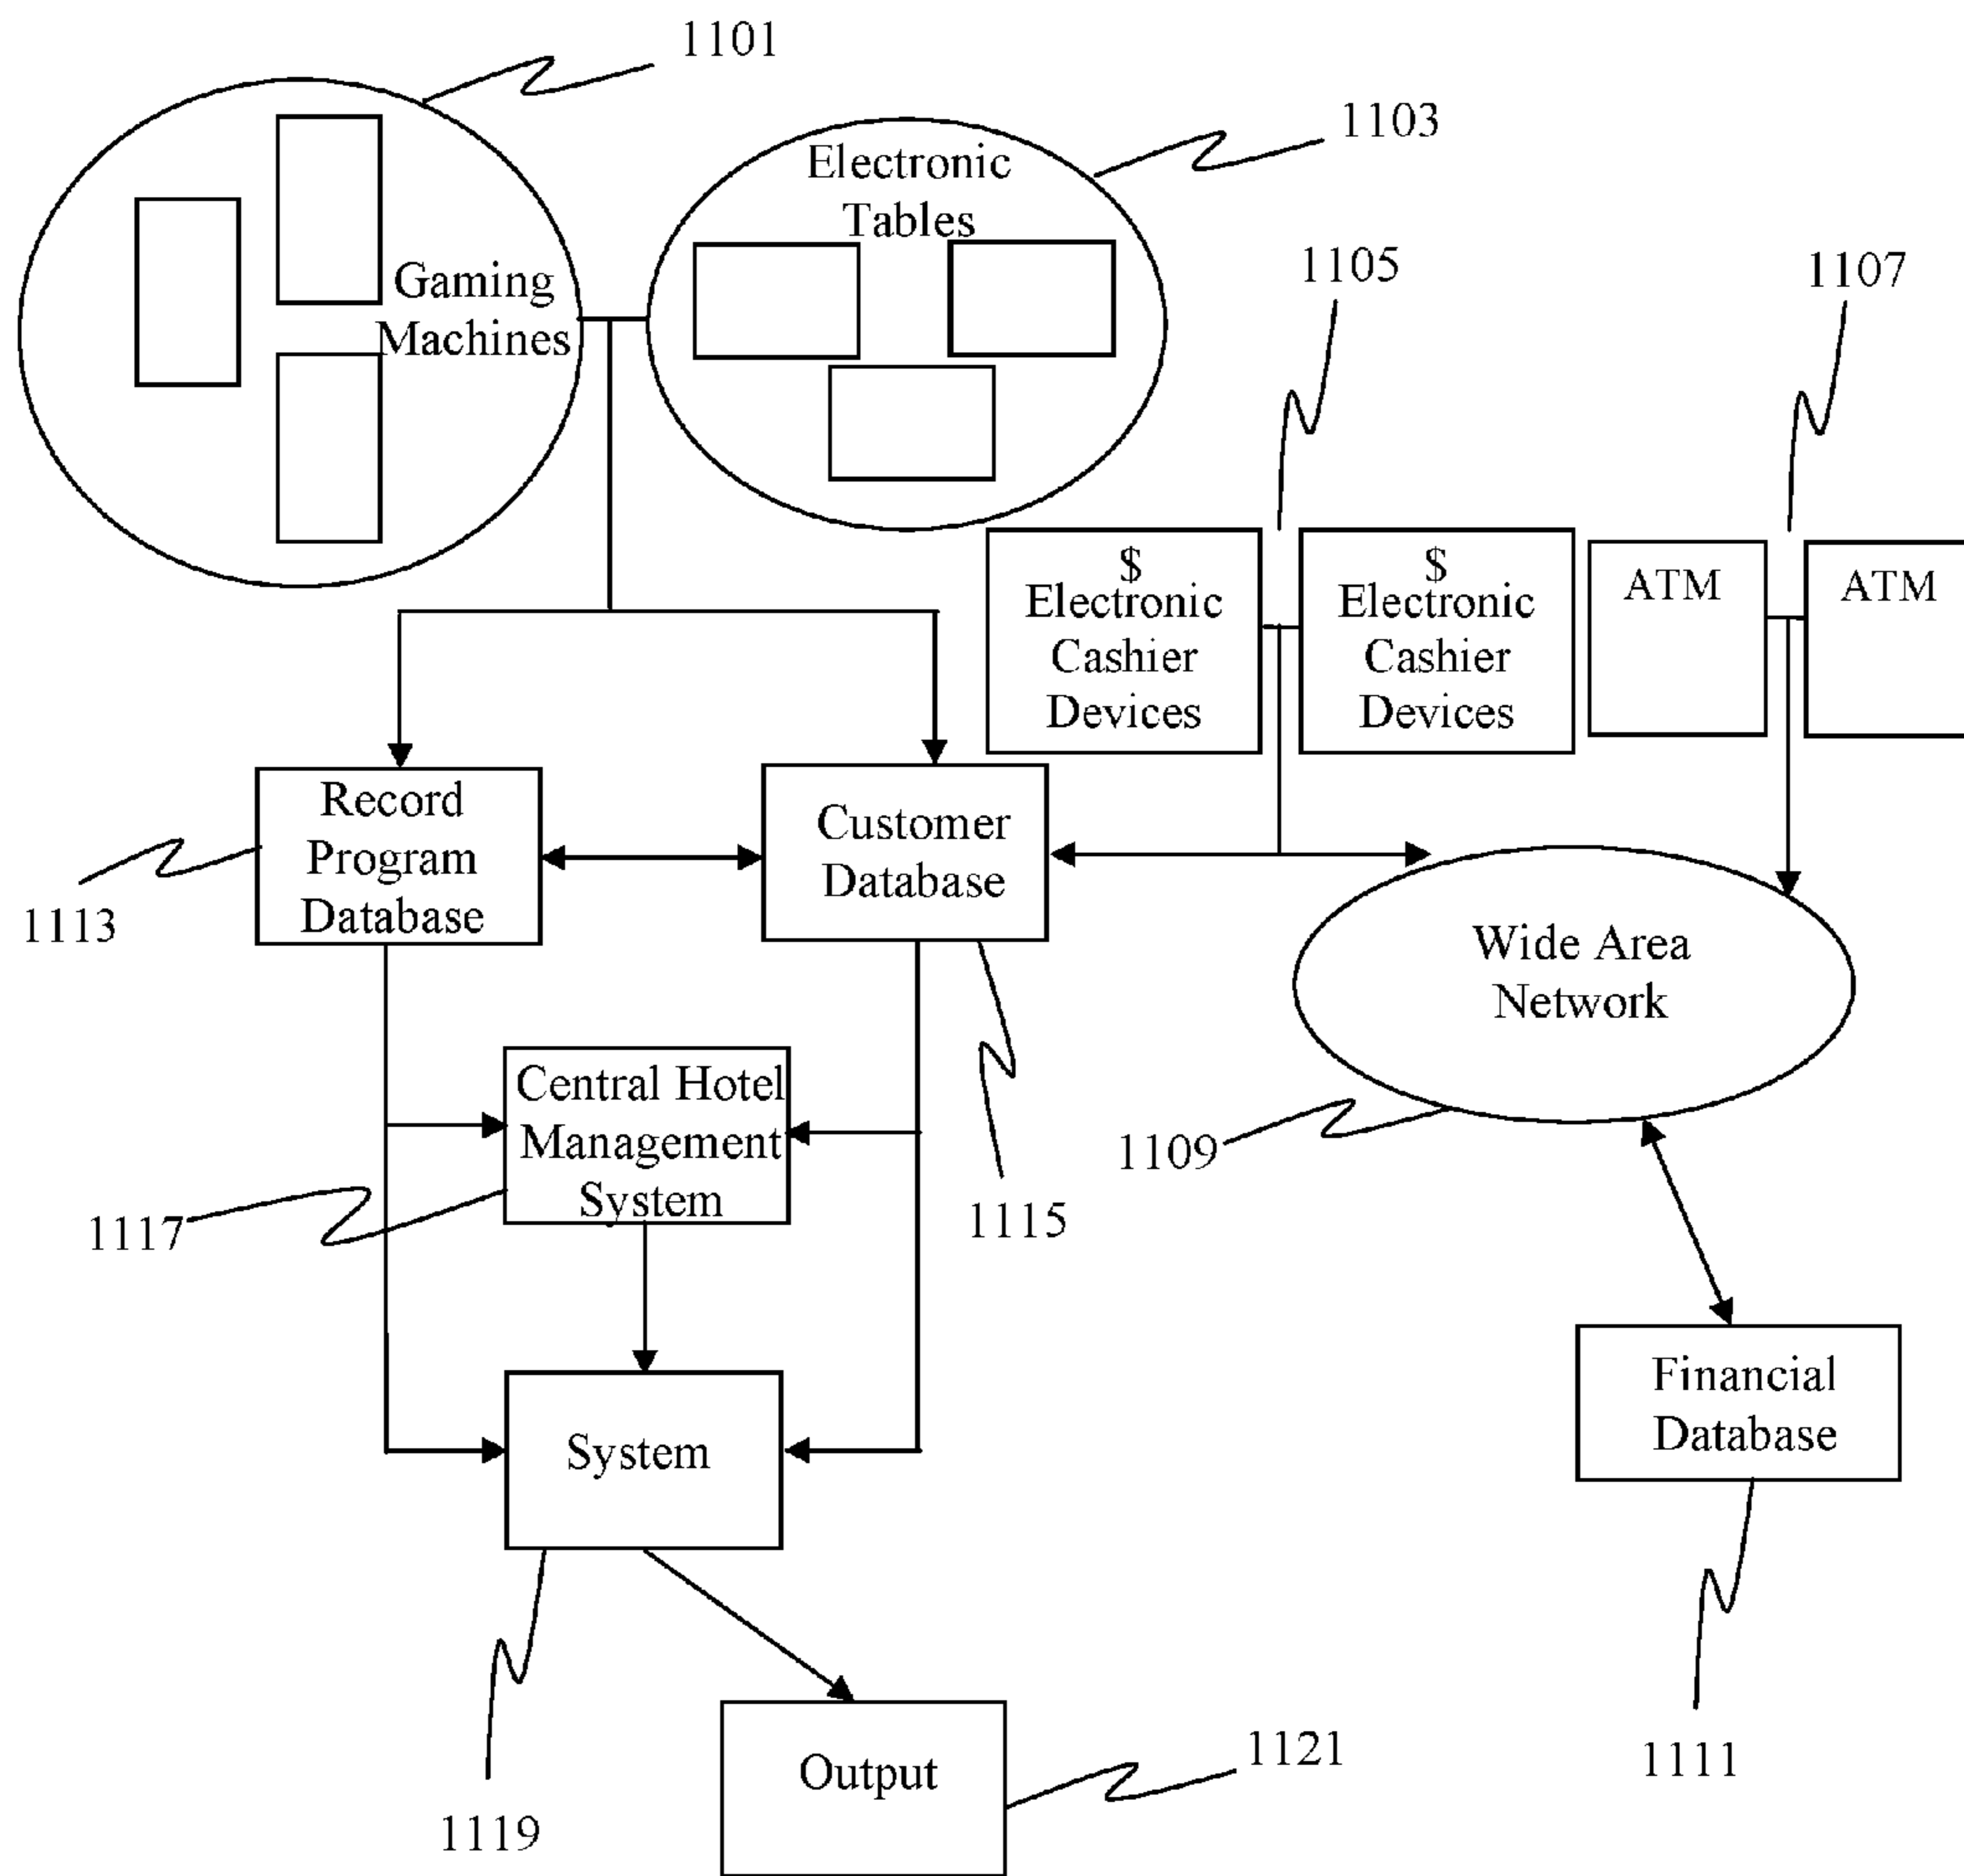 1101
1103
Electronic
Tables
Gaming
Machines
1105
1107
$
Electronic
Cashier
Devices
$
Electronic
Cashier
Devices
ATM
ATM
Record
Program
Database
Customer
Database
1113
Wide Area
Network
Central Hotel
Management
System
1109
1117
1115
Financial
Database
System
Output
1121
1111
1119